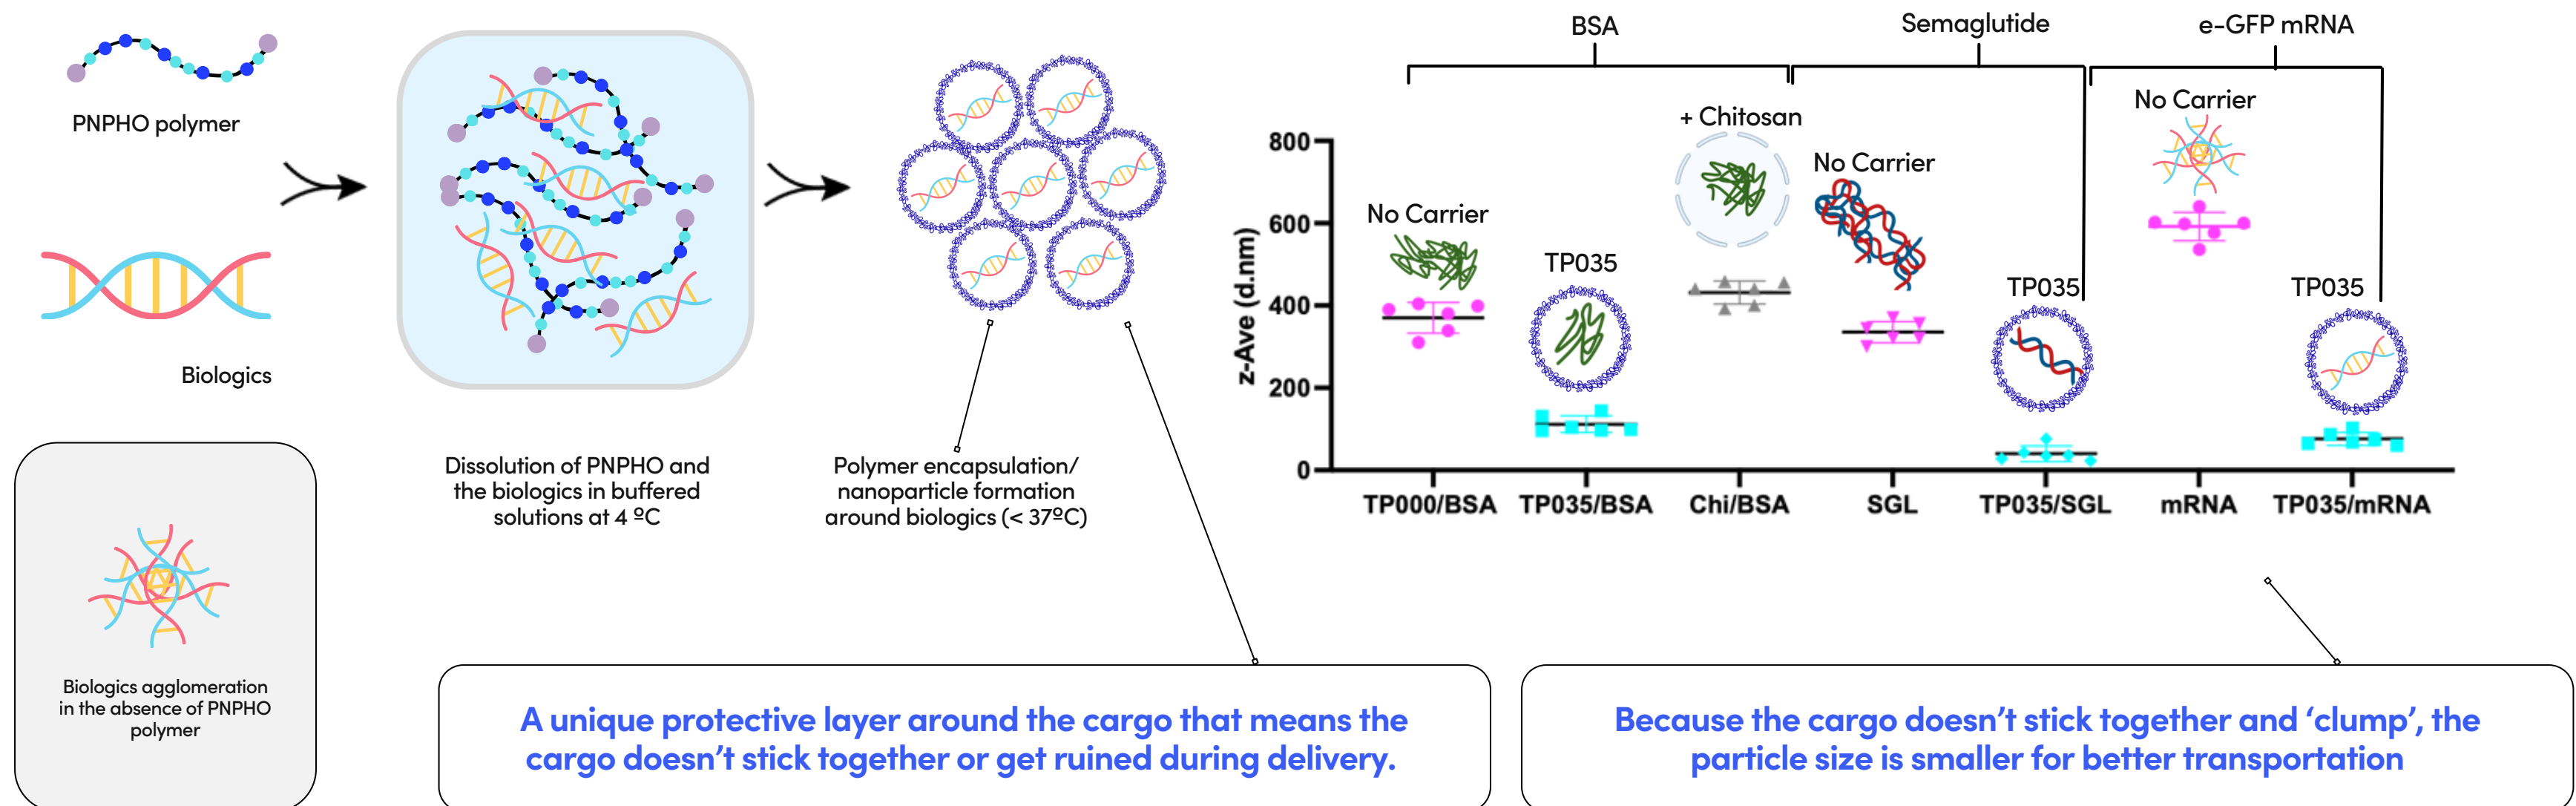 PNPHO polymer
Biologics
Biologics agglomeration
in the absence of PNPHO
polymer
Dissolution of PNPHO and
the biologics in buffered
solutions at 4 ºC
Polymer encapsulation/
nanoparticle formation
around biologics (< 37ºC)
A unique protective layer around the cargo that means the
cargo doesn’t stick together or get ruined during delivery.
BSA
Semaglutide
e-GFP mRNA
No Carrier
TP035
+ Chitosan
No Carrier
TP035
No Carrier
TP035
z-Ave (d.nm)
800
600
400
200
0
TP000/BSA
TP035/BSA
Chi/BSA
SGL
TP035/SGL
mRNA
TP035/mRNA
Because the cargo doesn’t stick together and ‘clump’, the
particle size is smaller for better transportation